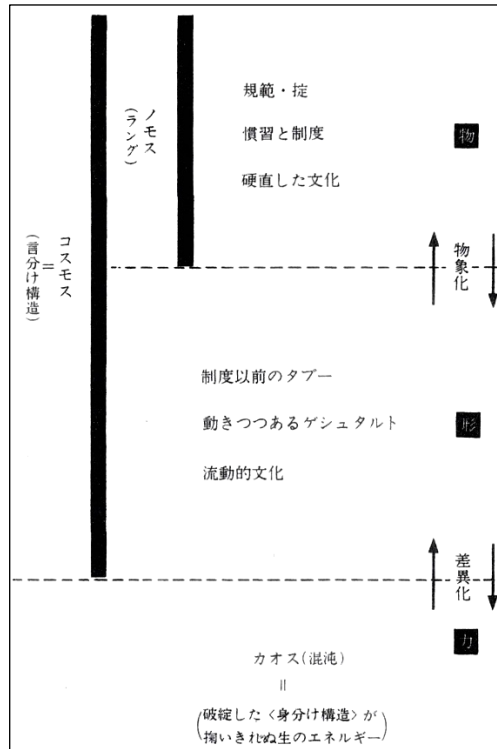 ノモス
(ラング)
規範・掟
慣習と制度
硬直した文化
物
コスモス
＝
(言分け構造)
物象化
制度以前のタブー
動きつつあるゲシュタルト
流動的文化
形
差異化
力
カオス(混沌)
＝
(破綻した〈身分け構造〉が
掬いきれぬ生のエネルギー)